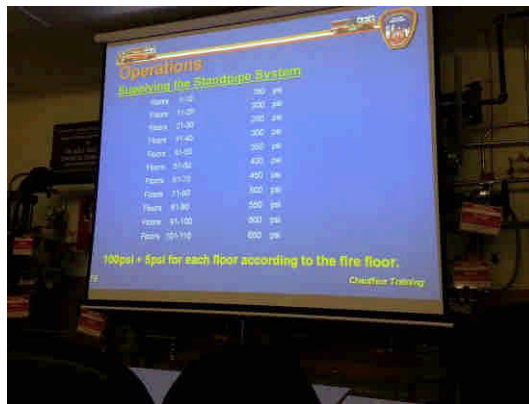 Operations
Supplying the Standpipe System
Floors 1-10 150 psi
Floors 11-20 200 psi
Floors 21-30 250 psi
Floors 31-40 300 psi
Floors 41-50 350 psi
Floors 51-60 400 psi
Floors 61-70 450 psi
Floors 71-80 500 psi
Floors 81-90 550 psi
Floors 91-100 600 psi
Floors 101-110 650 psi
100psi + 5psi for each floor according to the fire floor.
Chauffeur Training